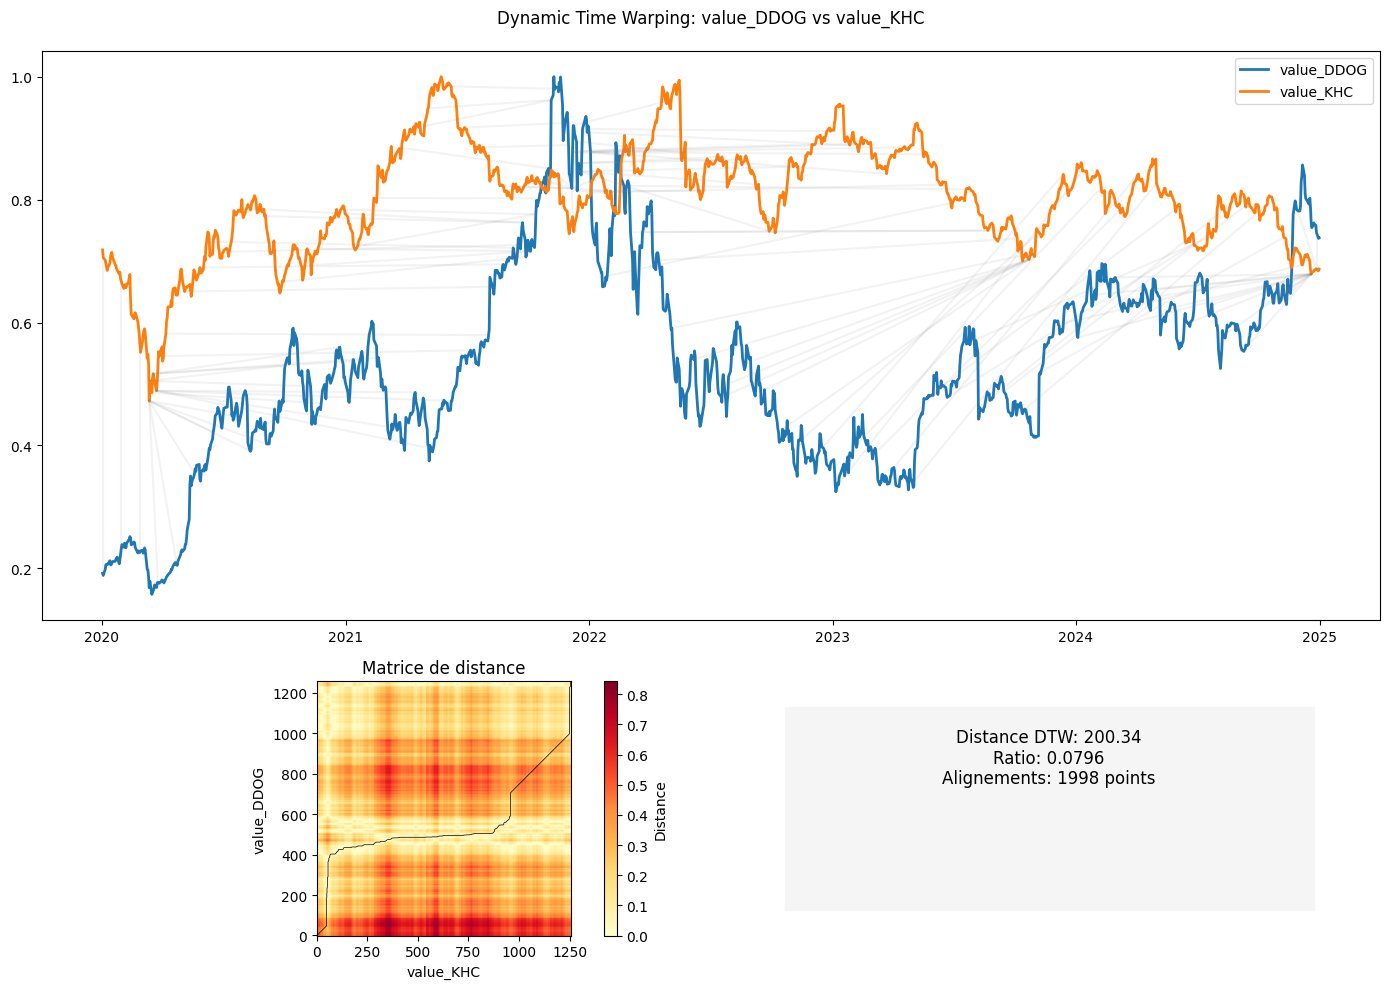 Dynamic Time Warping: value_DDOG vs value_KHC
value_DDOG
value_KHC
1.0
0.8
0.6
0.4
0.2
2020 2021 2022 2023 2024 2025
Matrice de distance
value_DDOG
1200
1000
800
600
400
200
0
0 250 500 750 1000 1250
value_KHC
0.8
0.7
0.6
0.5
0.4
0.3
0.2
0.1
0.0
Distance
Distance DTW: 200.34
Ratio: 0.0796
Alignements: 1998 points